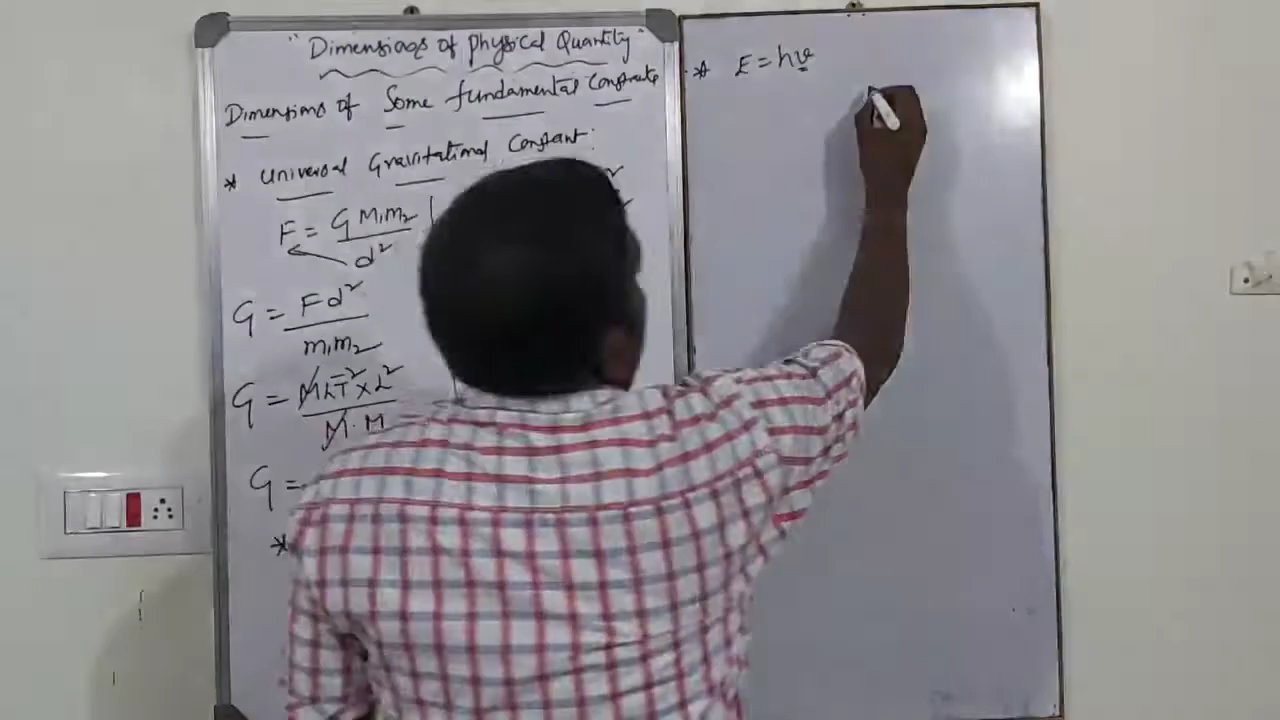 "Dimensions of Physical Quantity"
Dimensions of Some fundamental Constants
* Universal Gravitational Constant:
F = G M₁M₂ / d²
G = F d² / m₁m₂
G = MLT⁻² × L² / M · M
G =
*
* E = hν